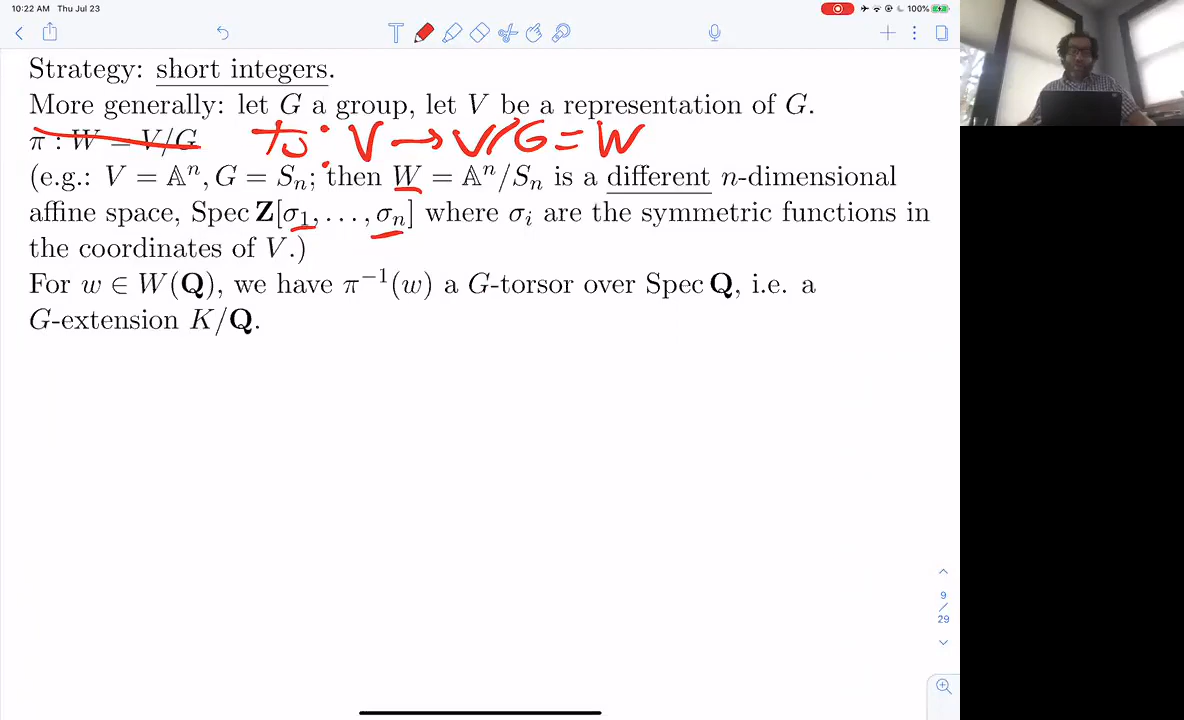 10:22 AM Thu Jul 23
100%
Strategy: short integers.
More generally: let G a group, let V be a representation of G.
π : W = V/G π: V → V/G = W
(e.g.: V = 𝔸ⁿ, G = Sₙ; then W = 𝔸ⁿ/Sₙ is a different n-dimensional
affine space, Spec Z[σ₁, . . . , σₙ] where σᵢ are the symmetric functions in
the coordinates of V.)
For w ∈ W(Q), we have π⁻¹(w) a G-torsor over Spec Q, i.e. a
G-extension K/Q.
9
/
29